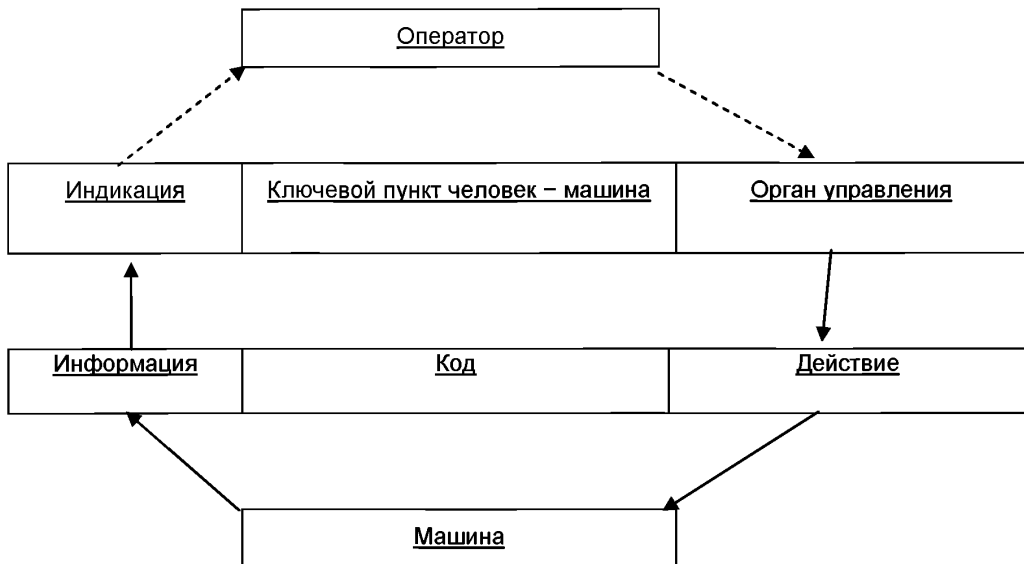 Оператор
Индикация
Ключевой пункт человек – машина
Орган управления
Информация
Код
Действие
Машина